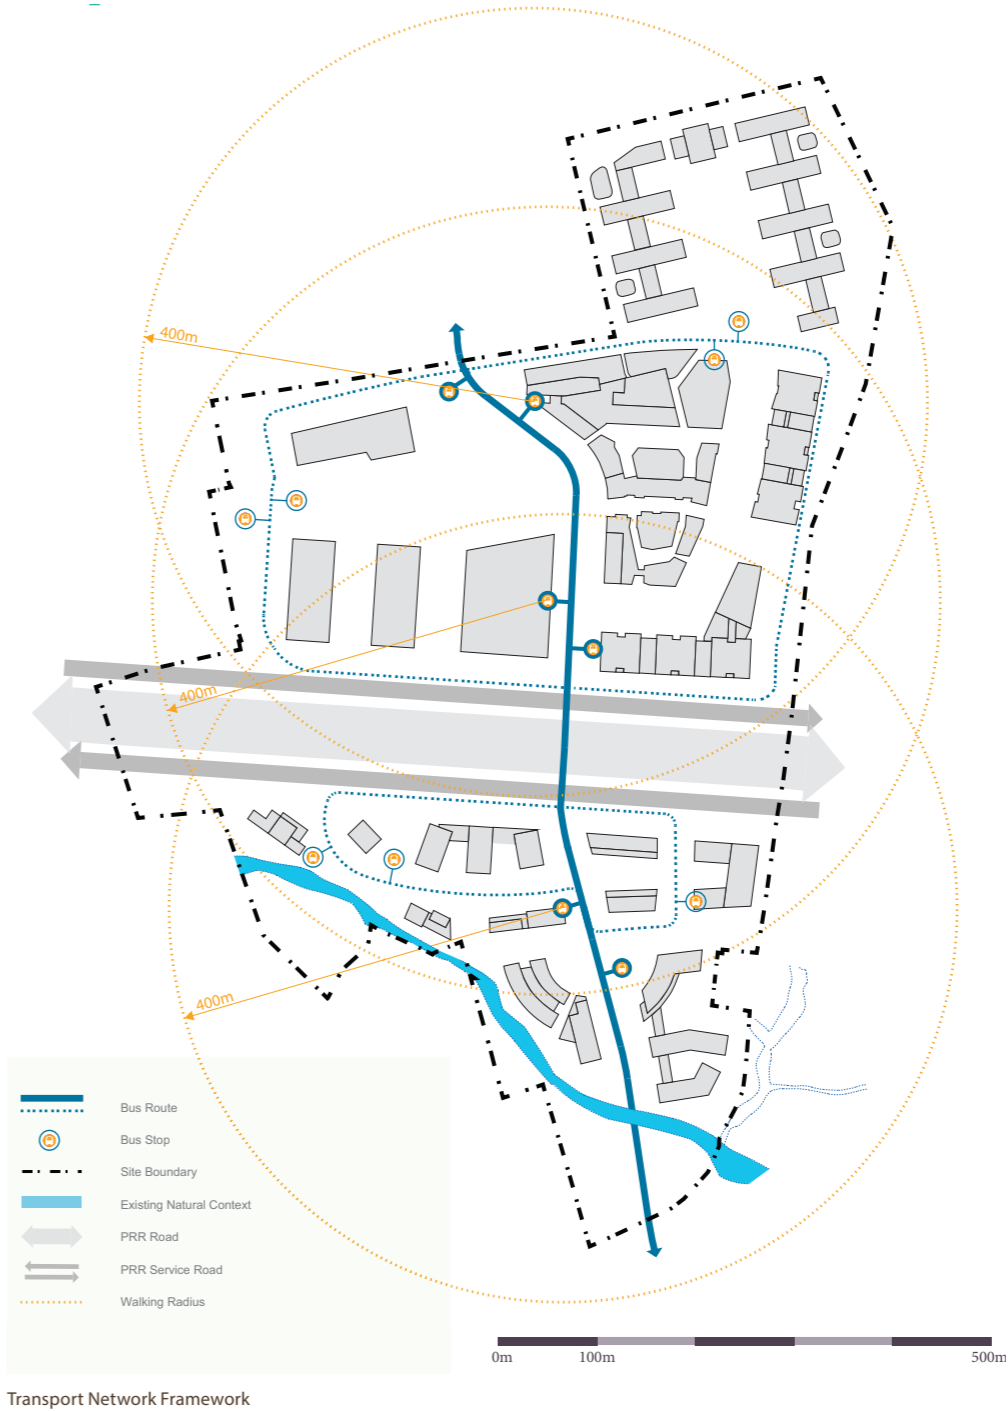 400m
400m
400m
Bus Route
Bus Stop
Site Boundary
Existing Natural Context
PRR Road
PRR Service Road
Walking Radius
0m 100m 500m
Transport Network Framework